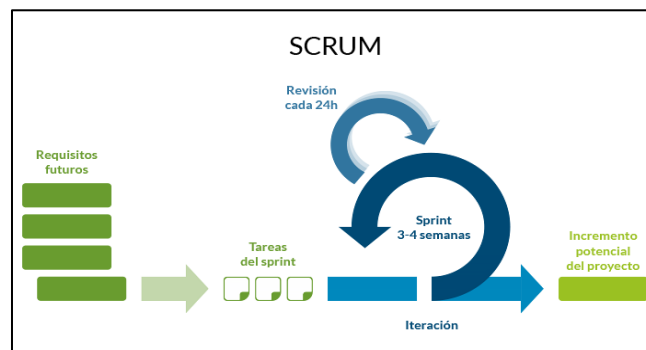 SCRUM
Revisión
cada 24h
Requisitos
futuros
Sprint
3-4 semanas
Tareas
del sprint
Incremento
potencial
del proyecto
Iteración